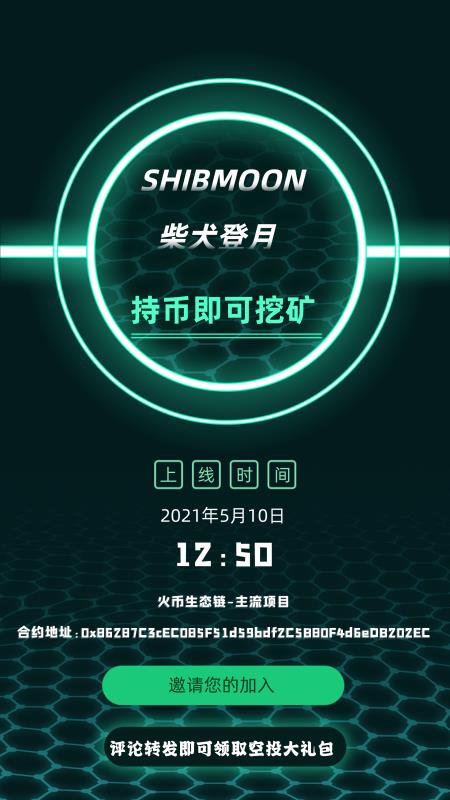 SHIBMOON
柴犬登月
持币即可挖矿
上线时间
2021年5月10日
12:50
火币生态链-主流项目
合约地址:0x86287C3cEC085F51d59bdf2C5880F4d6eDB202EC
邀请您的加入
评论转发即可领取空投大礼包